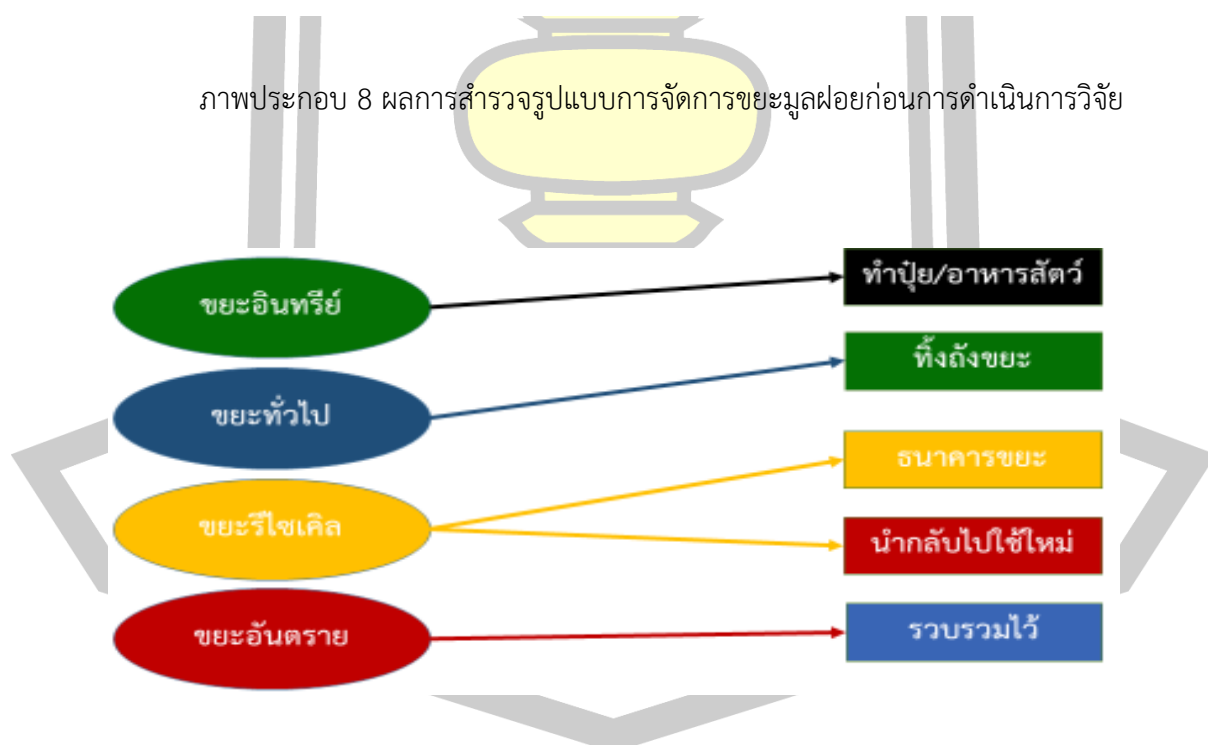 ภาพประกอบ 8 ผลการสำรวจรูปแบบการจัดการขยะมูลฝอยก่อนการดำเนินการวิจัย
ขยะอินทรีย์
ทำปุ๋ย/อาหารสัตว์
ขยะทั่วไป
ทิ้งถังขยะ
ขยะรีไซเคิล
ธนาคารขยะ
นำกลับไปใช้ใหม่
ขยะอันตราย
รวบรวมไว้